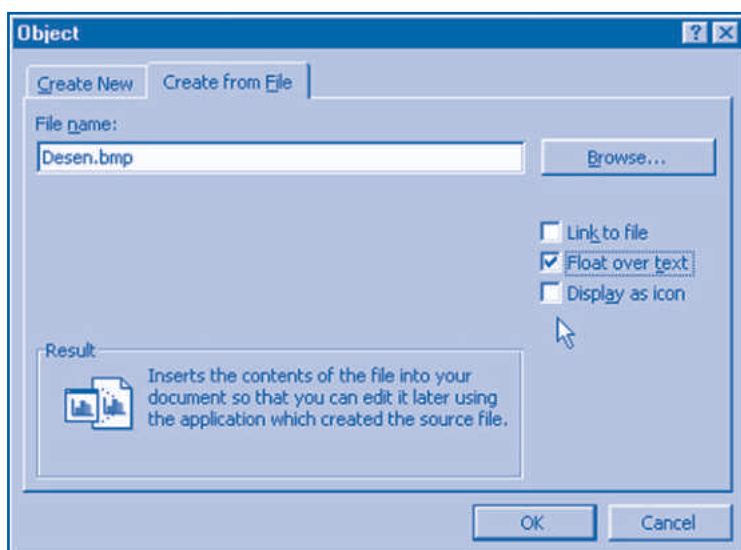 Object
Create New
Create from File
File name:
Desen.bmp
Browse...
Link to file
Float over text
Display as icon
Result
Inserts the contents of the file into your
document so that you can edit it later using
the application which created the source file.
OK
Cancel